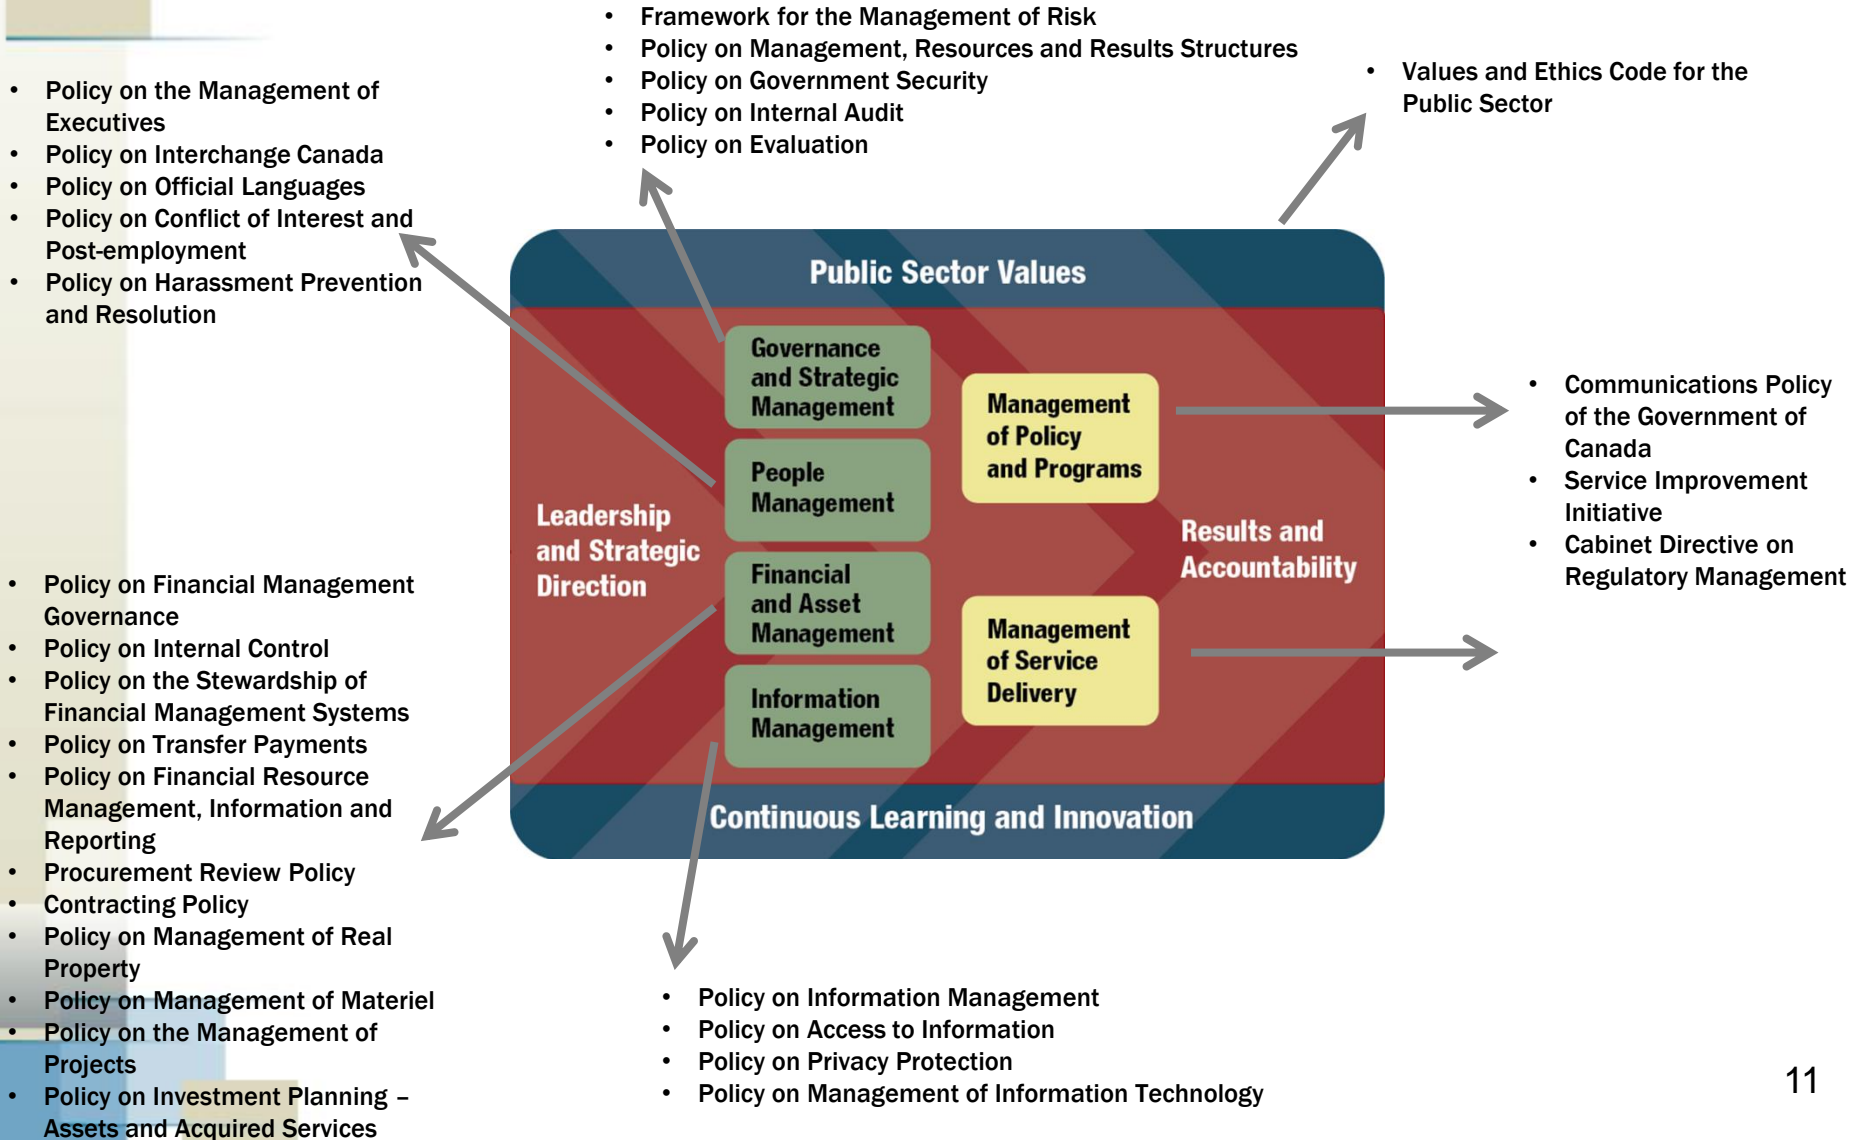 • Framework for the Management of Risk
• Policy on Management, Resources and Results Structures
• Policy on Government Security
• Policy on Internal Audit
• Policy on Evaluation
• Values and Ethics Code for the
Public Sector
• Policy on the Management of
Executives
• Policy on Interchange Canada
• Policy on Official Languages
• Policy on Conflict of Interest and
Post-employment
• Policy on Harassment Prevention
and Resolution
Public Sector Values
Governance
and Strategic
Management
People
Management
Financial
and Asset
Management
Information
Management
Management
of Policy
and Programs
Management
of Service
Delivery
Leadership
and Strategic
Direction
Results and
Accountability
Continuous Learning and Innovation
• Communications Policy
of the Government of
Canada
• Service Improvement
Initiative
• Cabinet Directive on
Regulatory Management
• Policy on Financial Management
Governance
• Policy on Internal Control
• Policy on the Stewardship of
Financial Management Systems
• Policy on Transfer Payments
• Policy on Financial Resource
Management, Information and
Reporting
• Procurement Review Policy
• Contracting Policy
• Policy on Management of Real
Property
• Policy on Management of Materiel
• Policy on the Management of
Projects
• Policy on Investment Planning –
Assets and Acquired Services
• Policy on Information Management
• Policy on Access to Information
• Policy on Privacy Protection
• Policy on Management of Information Technology
11